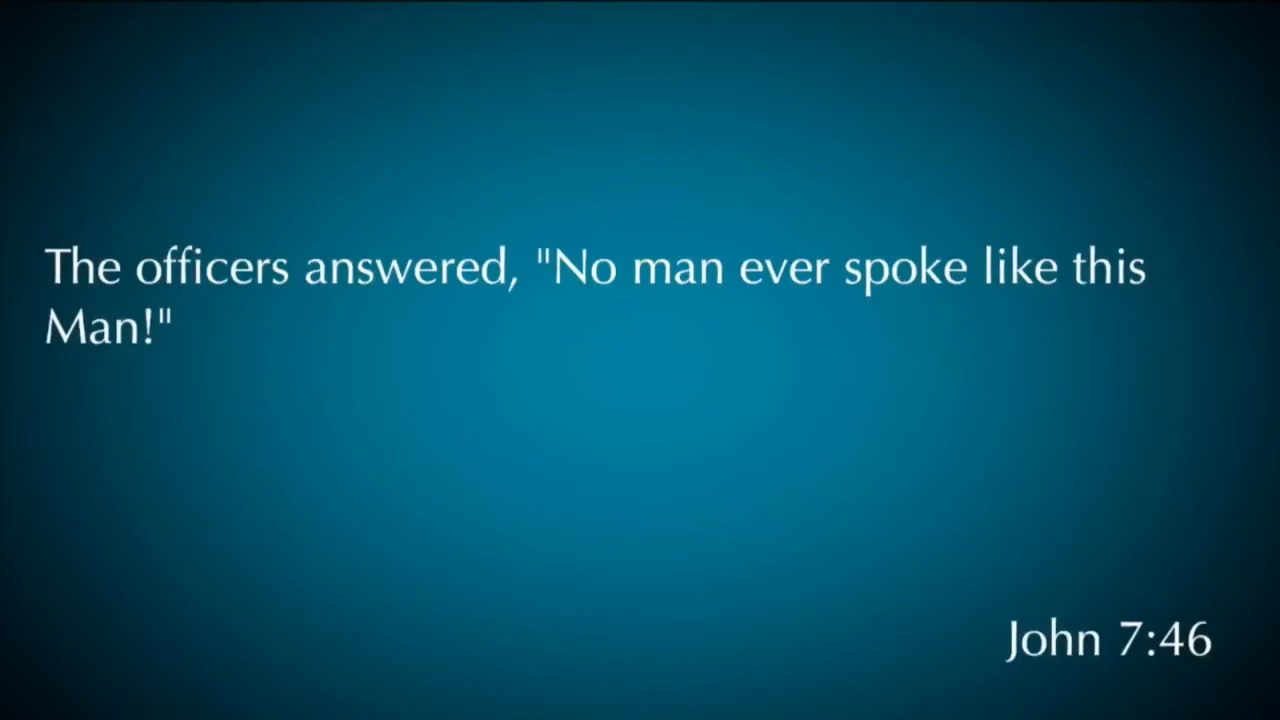 The officers answered, "No man ever spoke like this
Man!"
John 7:46